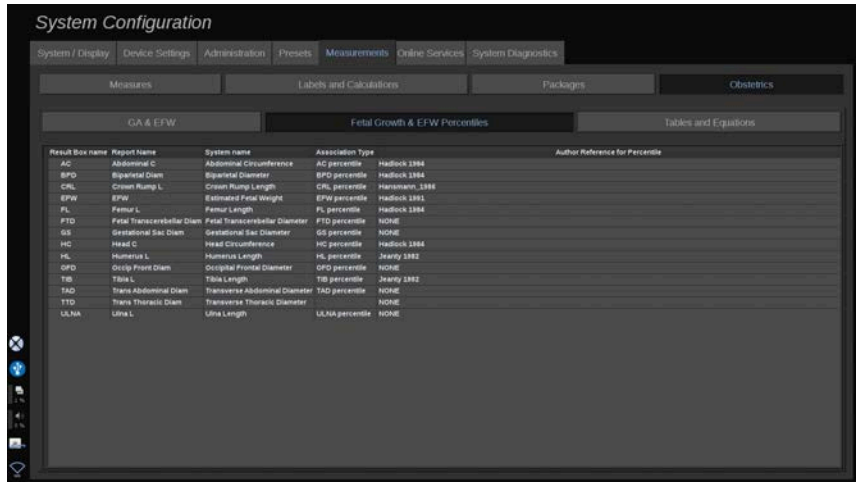 System Configuration
System / Display Device Settings Administration Presets Measurements Online Services System Diagnostics
Measures Labels and Calculations Packages Obstetrics
GA & EFW Fetal Growth & EFW Percentiles Tables and Equations
Result Box name Report Name System name Association Type Author Reference for Percentile
AC Abdominal C Abdominal Circumference AC percentile Hadlock 1984
BPD Biparietal Diam Biparietal Diameter BPD percentile Hadlock 1984
CRL Crown Rump L Crown Rump Length CRL percentile Hansmann_1986
EFW EFW Estimated Fetal Weight EFW percentile Hadlock 1991
FL Femur L Femur Length FL percentile Hadlock 1984
FTD Fetal Transcerebellar Diam Fetal Transcerebellar Diameter FTD percentile NONE
GS Gestational Sac Diam Gestational Sac Diameter GS percentile NONE
HC Head C Head Circumference HC percentile Hadlock 1984
HL Humerus L Humerus Length HL percentile Jeanty 1982
OFD Occip Front Diam Occipital Frontal Diameter OFD percentile NONE
TIB Tibia L Tibia Length TIB percentile Jeanty 1982
TAD Trans Abdominal Diam Transverse Abdominal Diameter TAD percentile NONE
TTD Trans Thoracic Diam Transverse Thoracic Diameter NONE
ULNA Ulna L Ulna Length ULNA percentile NONE
1 %